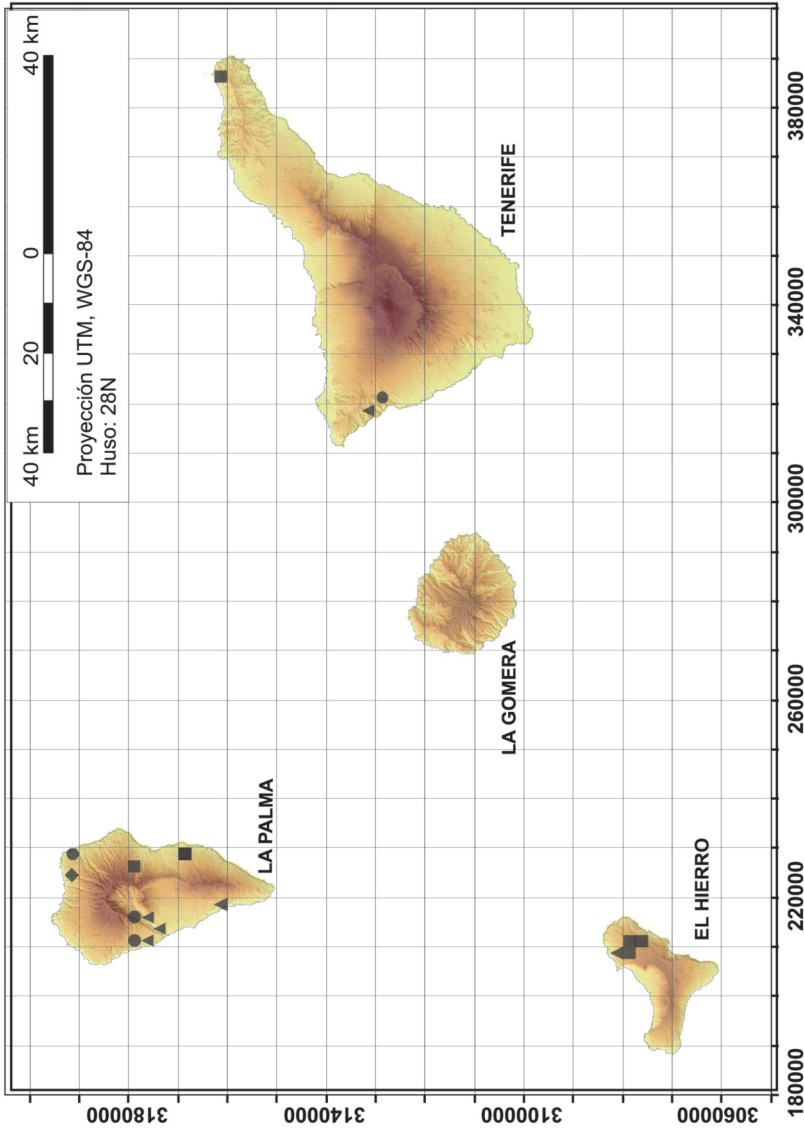 40 km 20 0 40 km
Proyección UTM, WGS-84
Huso: 28N
TENERIFE
LA GOMERA
LA PALMA
EL HIERRO
3180000
3140000
3100000
3060000
180000 220000 260000 300000 340000 380000